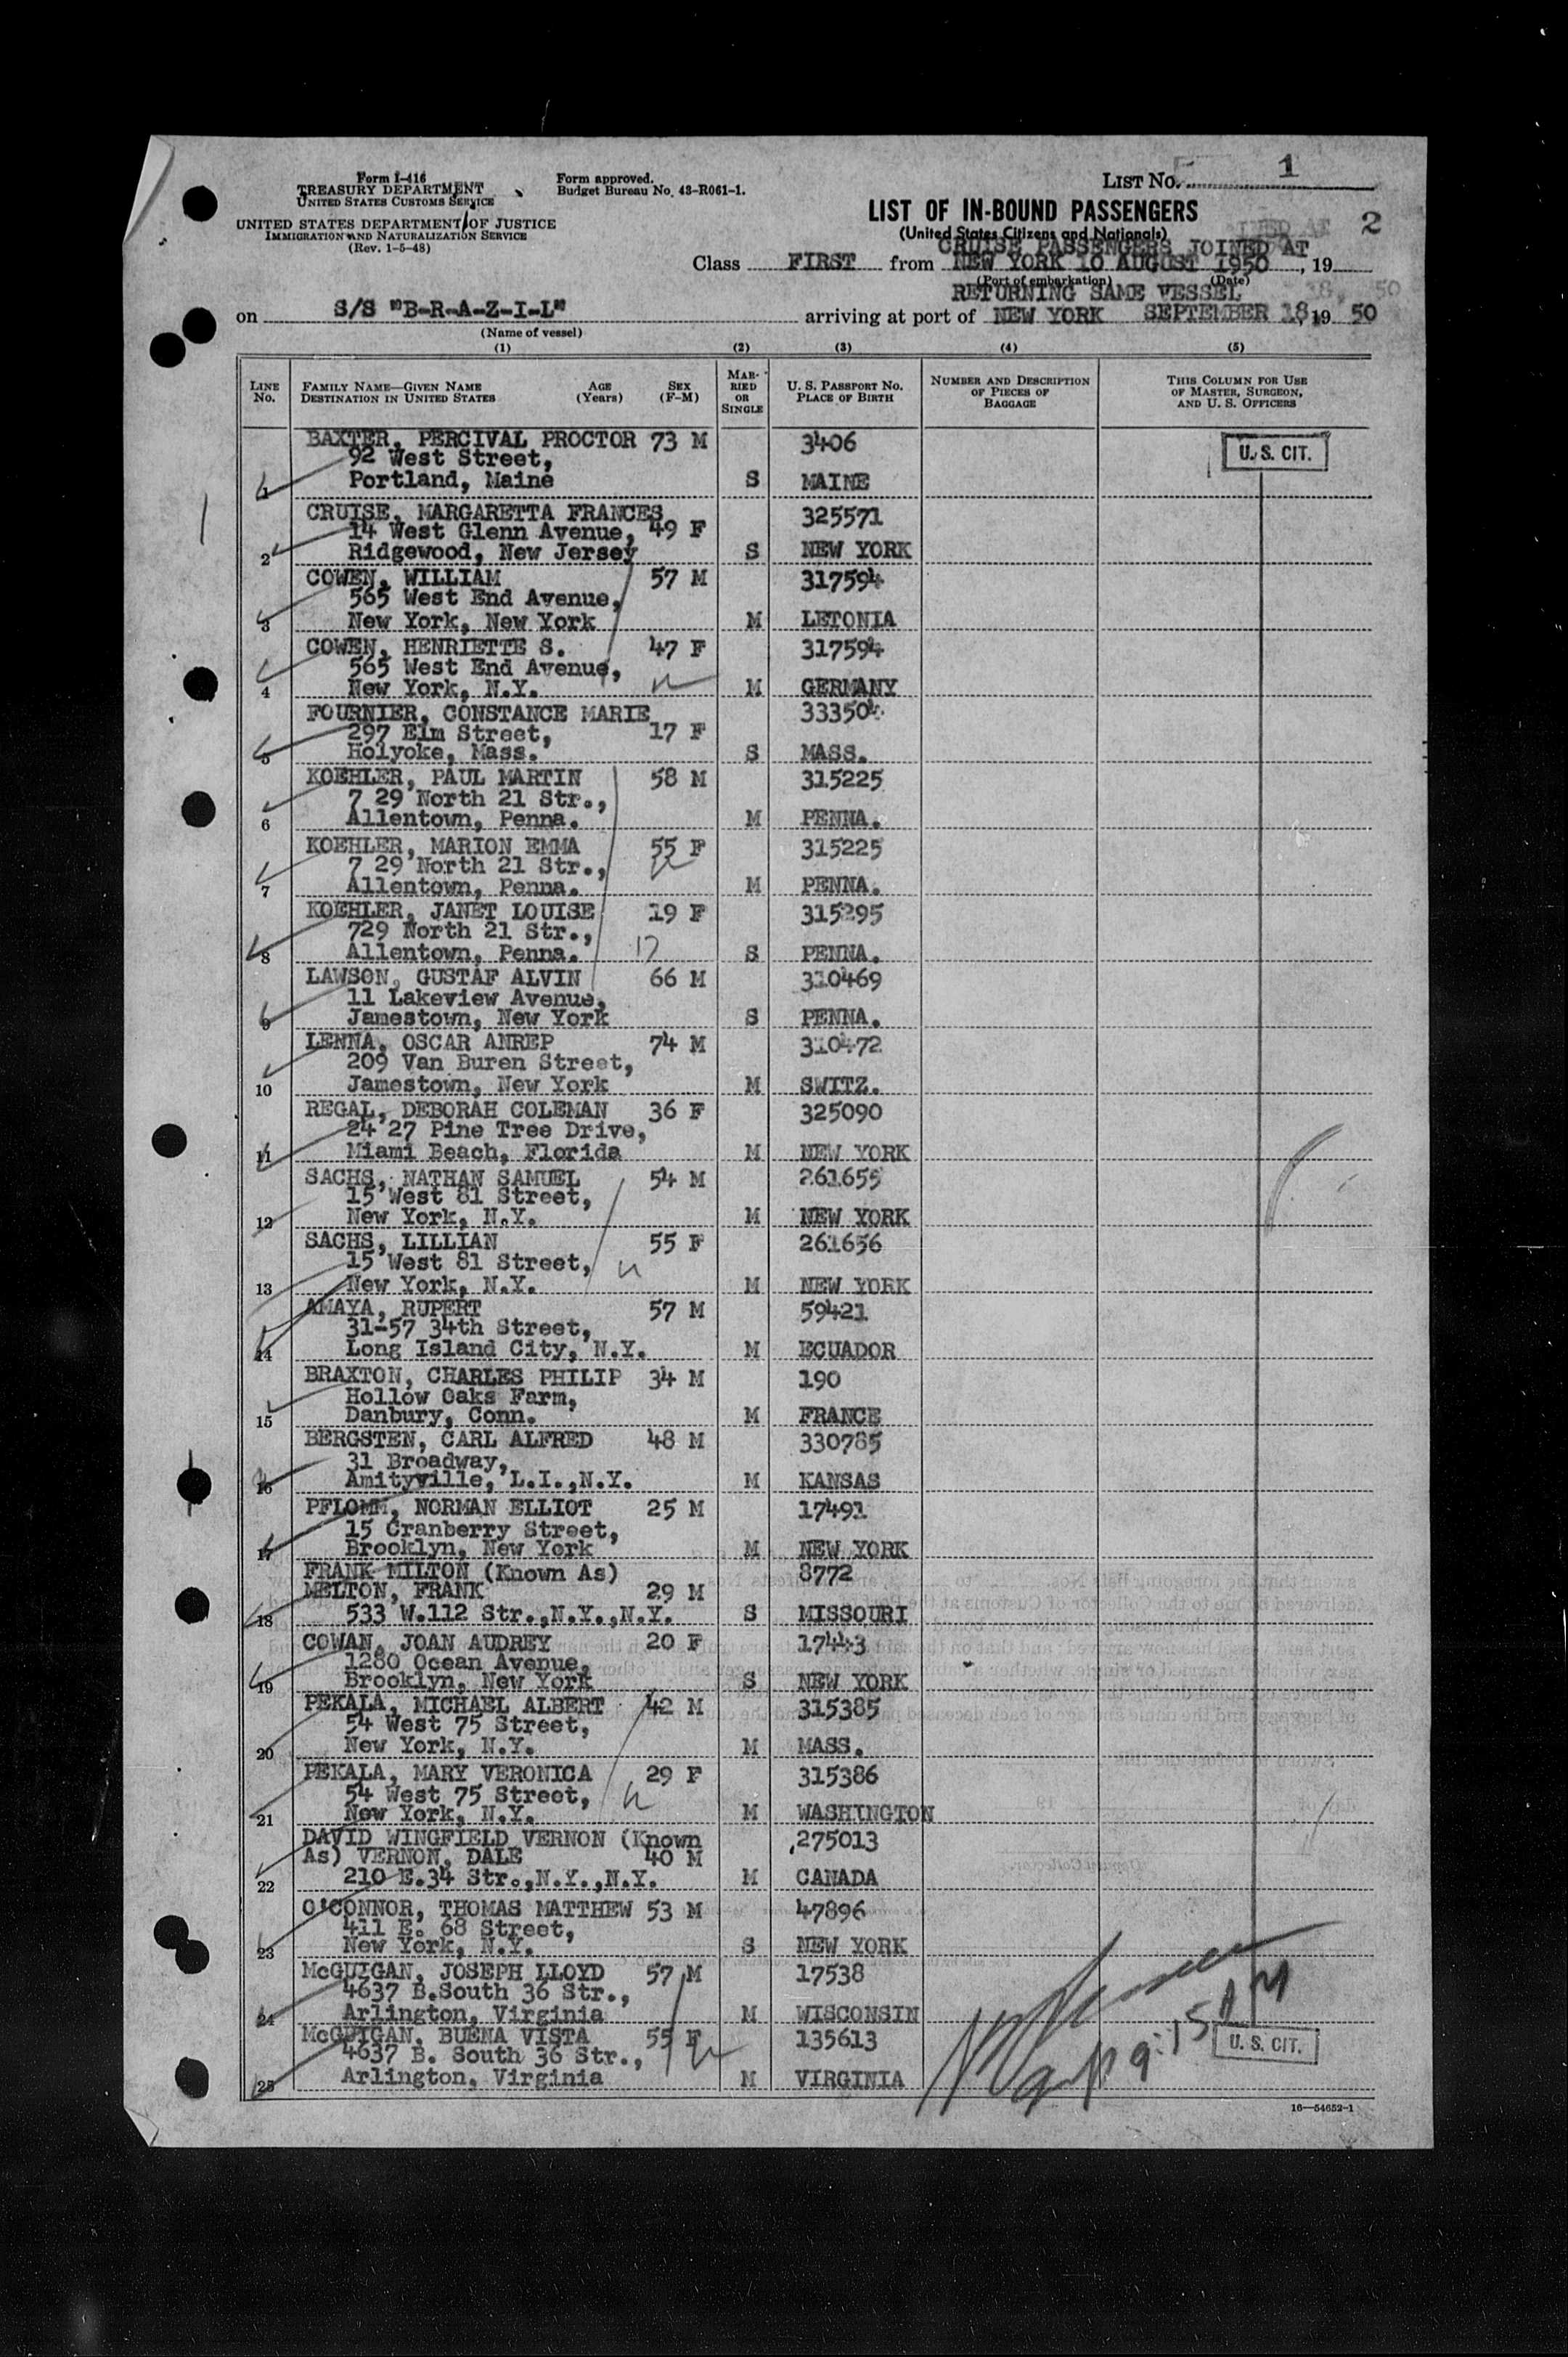 Form I-416
TREASURY DEPARTMENT
UNITED STATES CUSTOMS SERVICE
UNITED STATES DEPARTMENT OF JUSTICE
IMMIGRATION AND NATURALIZATION SERVICE
(Rev. 1-5-48)
Form approved.
Budget Bureau No. 43-R061-1.
LIST No. 1
LIST OF IN-BOUND PASSENGERS
(United States Citizens and Nationals)
2
CRUISE PASSENGERS JOINED AT
Class FIRST from NEW YORK 10 AUGUST 1950, 19
(Port of embarkation) (Date)
RETURNING SAME VESSEL
on S/S "B-R-A-Z-I-L" arriving at port of NEW YORK SEPTEMBER 18, 19 50
(Name of vessel)
(1) (2) (3) (4) (5)
LINE No.
FAMILY NAME—GIVEN NAME
DESTINATION IN UNITED STATES
AGE (Years)
SEX (F-M)
MARRIED OR SINGLE
U. S. PASSPORT No.
PLACE OF BIRTH
NUMBER AND DESCRIPTION OF PIECES OF BAGGAGE
THIS COLUMN FOR USE OF MASTER, SURGEON, AND U. S. OFFICERS
BAXTER, PERCIVAL PROCTOR 73 M 3406
U. S. CIT.
92 West Street,
1 Portland, Maine S MAINE
CRUISE, MARGARETTA FRANCES 325571
14 West Glenn Avenue, 49 F
2 Ridgewood, New Jersey S NEW YORK
COWEN, WILLIAM 57 M 317594
565 West End Avenue,
3 New York, New York M LETONIA
COWEN, HENRIETTE S. 47 F 317594
565 West End Avenue,
4 New York, N.Y. M GERMANY
FOURNIER, CONSTANCE MARIE 333504
297 Elm Street, 17 F
5 Holyoke, Mass. S MASS.
KOEHLER, PAUL MARTIN 58 M 315225
7 29 North 21 Str.,
6 Allentown, Penna. M PENNA.
KOEHLER, MARION EMMA 55 F 315225
7 29 North 21 Str.,
7 Allentown, Penna. M PENNA.
KOEHLER, JANET LOUISE 19 F 315295
729 North 21 Str.,
8 Allentown, Penna. S PENNA.
LAWSON, GUSTAF ALVIN 66 M 310469
11 Lakeview Avenue,
9 Jamestown, New York S PENNA.
LENNA, OSCAR ANREP 74 M 310472
209 Van Buren Street,
10 Jamestown, New York M SWITZ.
REGAL, DEBORAH COLEMAN 36 F 325090
24 27 Pine Tree Drive,
11 Miami Beach, Florida M NEW YORK
SACHS, NATHAN SAMUEL 54 M 261655
15 West 81 Street,
12 New York, N.Y. M NEW YORK
SACHS, LILLIAN 55 F 261656
15 West 81 Street,
13 New York, N.Y. M NEW YORK
AMAYA, RUPERT 57 M 59421
31-57 34th Street,
14 Long Island City, N.Y. M ECUADOR
BRAXTON, CHARLES PHILIP 34 M 190
Hollow Oaks Farm,
15 Danbury, Conn. M FRANCE
BERGSTEN, CARL ALFRED 48 M 330785
31 Broadway,
16 Amityville, L.I.,N.Y. M KANSAS
PFLOMM, NORMAN ELLIOT 25 M 17491
15 Cranberry Street,
17 Brooklyn, New York M NEW YORK
FRANK MILTON (Known As) 8772
MELTON, FRANK 29 M
18 533 W.112 Str.,N.Y.,N.Y. S MISSOURI
COWAN, JOAN AUDREY 20 F 17443
1280 Ocean Avenue,
19 Brooklyn, New York S NEW YORK
PEKALA, MICHAEL ALBERT 42 M 315385
54 West 75 Street,
20 New York, N.Y. M MASS.
PEKALA, MARY VERONICA 29 F 315386
54 West 75 Street,
21 New York, N.Y. M WASHINGTON
DAVID WINGFIELD VERNON (Known 275013
As) VERNON, DALE 40 M
22 210 E.34 Str.,N.Y.,N.Y. M CANADA
O'CONNOR, THOMAS MATTHEW 53 M 47896
411 E. 68 Street,
23 New York, N.Y. S NEW YORK
McGUIGAN, JOSEPH LLOYD 57 M 17538
4637 B.South 36 Str.,
24 Arlington, Virginia M WISCONSIN
McGUIGAN, BUENA VISTA 55 F 135613
4637 B. South 36 Str.,
25 Arlington, Virginia M VIRGINIA
9:15 AM
U. S. CIT.
16—54652-1